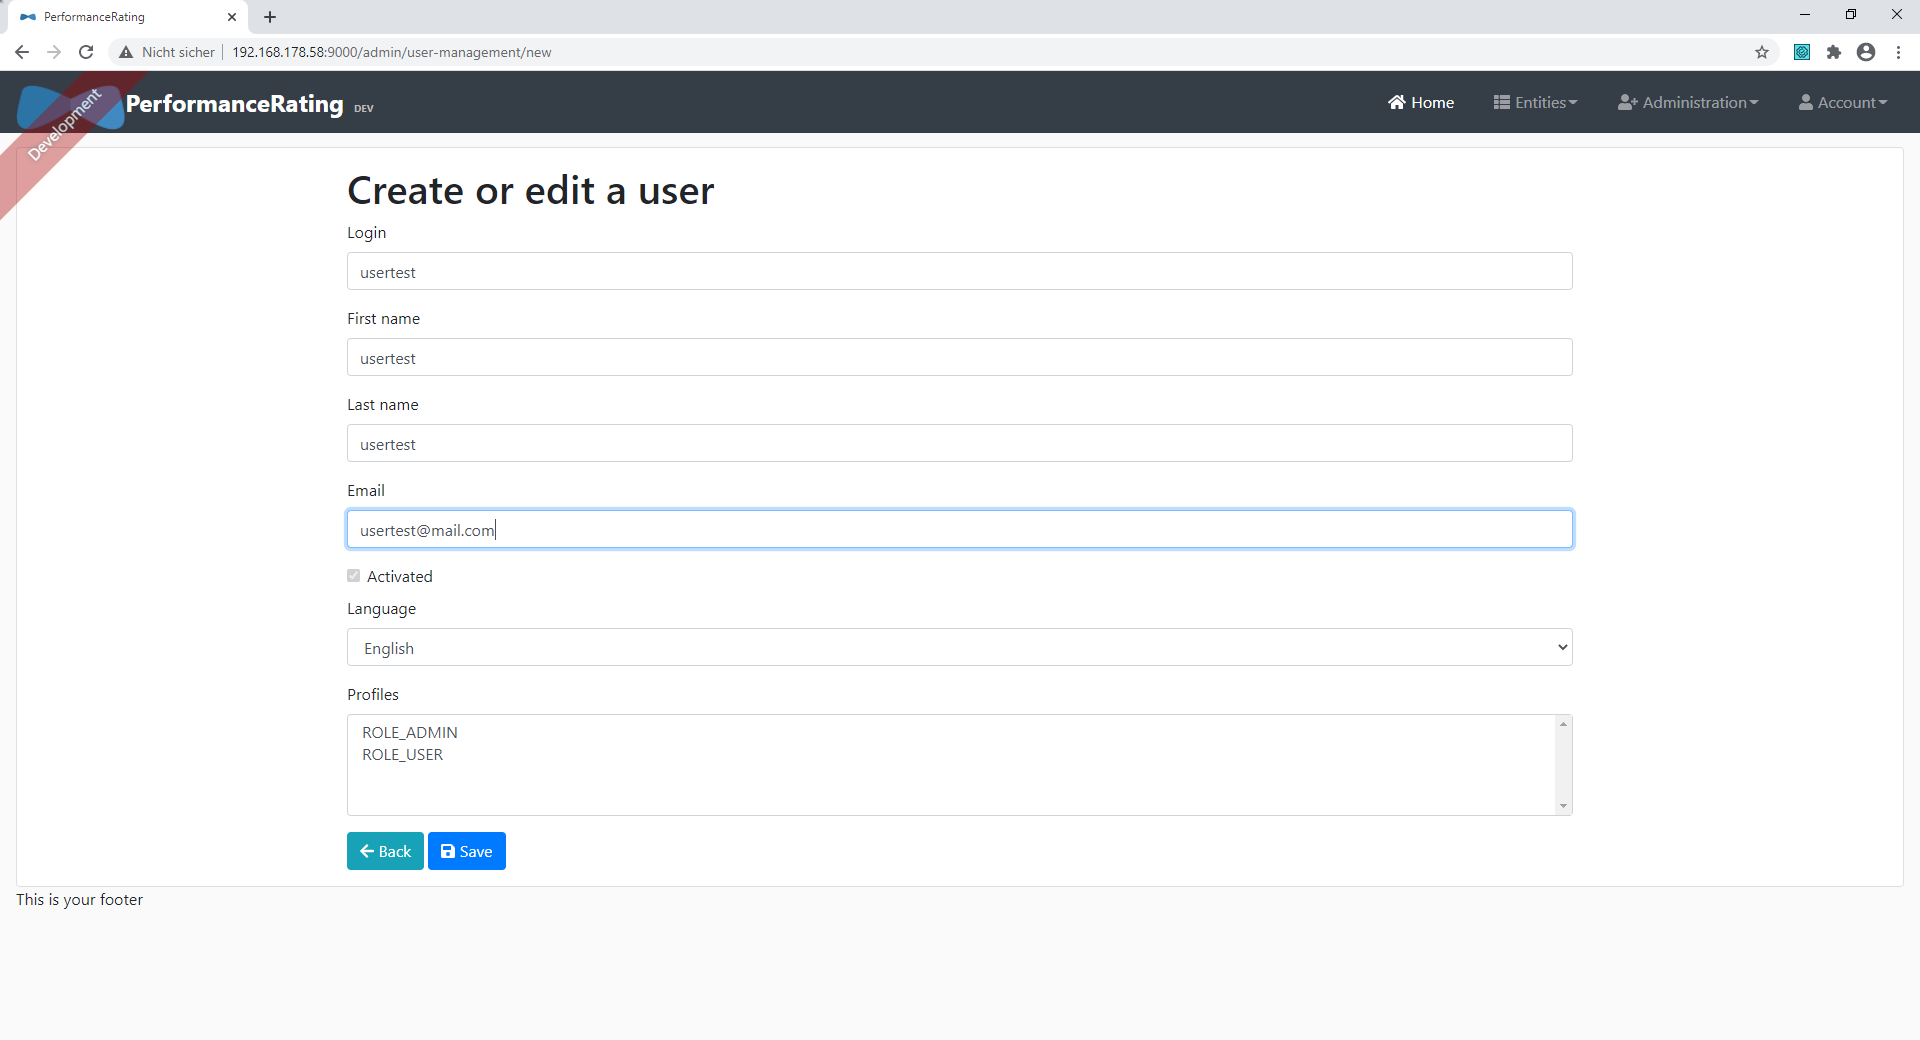 PerformanceRating
Nicht sicher 192.168.178.58:9000/admin/user-management/new
Development
PerformanceRating DEV
Home Entities Administration Account
Create or edit a user
Login
usertest
First name
usertest
Last name
usertest
Email
usertest@mail.com
Activated
Language
English
Profiles
ROLE_ADMIN
ROLE_USER
Back Save
This is your footer